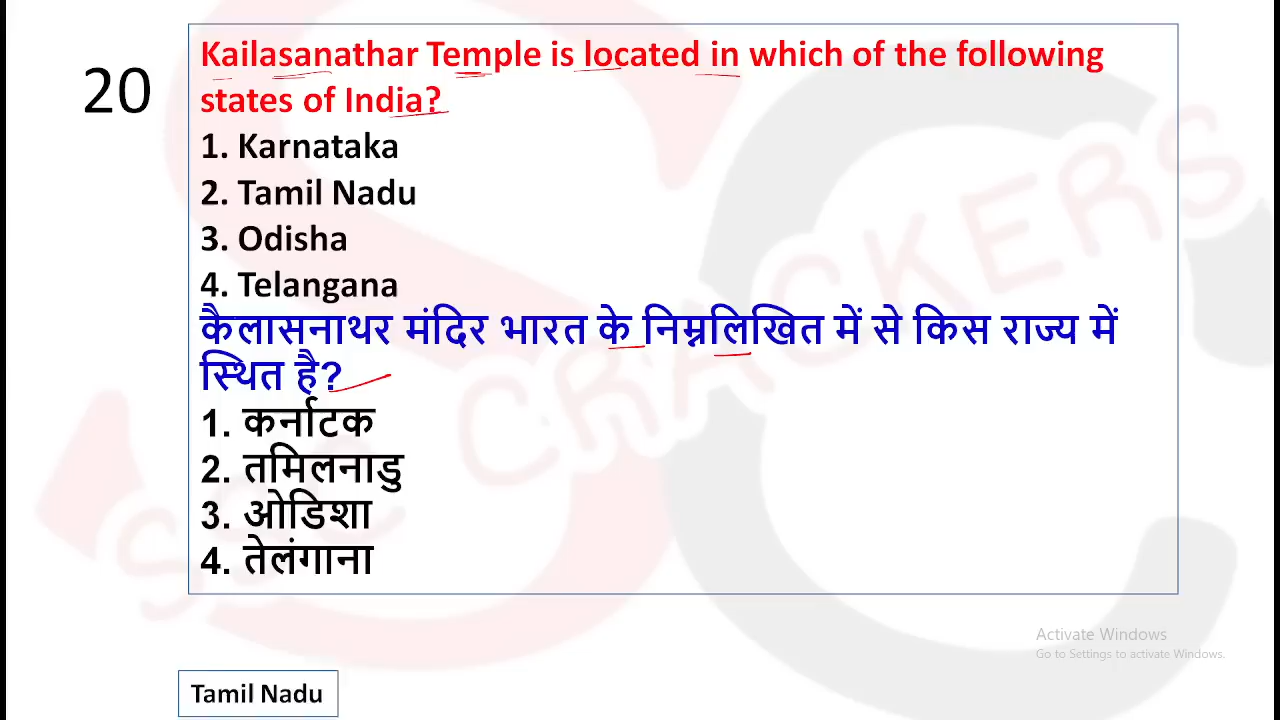 20
Kailasanathar Temple is located in which of the following
states of India?
1. Karnataka
2. Tamil Nadu
3. Odisha
4. Telangana
कैलासनाथर मंदिर भारत के निम्नलिखित में से किस राज्य में
स्थित है?
1. कर्नाटक
2. तमिलनाडु
3. ओडिशा
4. तेलंगाना
SSC CRACKERS
Activate Windows
Go to Settings to activate Windows.
Tamil Nadu